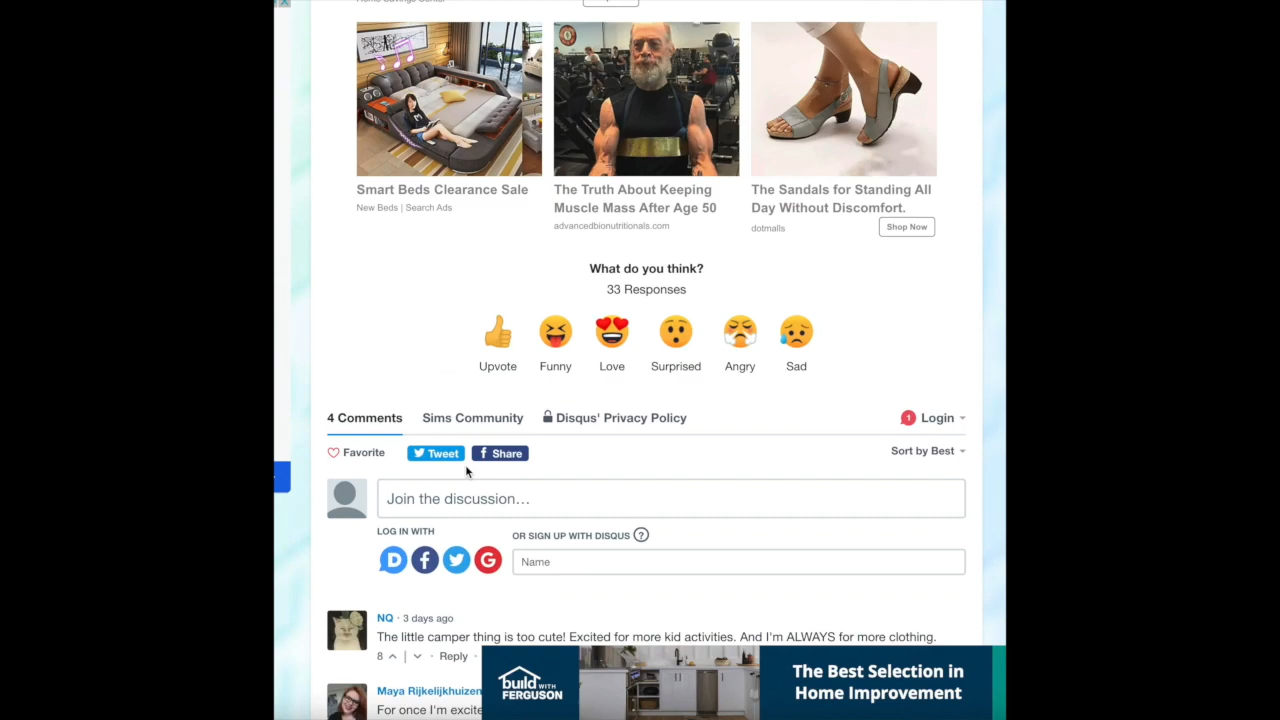 Smart Beds Clearance Sale
New Beds | Search Ads
The Truth About Keeping
Muscle Mass After Age 50
advancedbionutritionals.com
The Sandals for Standing All
Day Without Discomfort.
dotmalls
Shop Now
What do you think?
33 Responses
Upvote Funny Love Surprised Angry Sad
4 Comments Sims Community Disqus' Privacy Policy 1 Login
Favorite Tweet f Share Sort by Best
Join the discussion...
LOG IN WITH
OR SIGN UP WITH DISQUS ?
D f G
Name
NQ · 3 days ago
The little camper thing is too cute! Excited for more kid activities. And I'm ALWAYS for more clothing.
8 | · Reply ·
Maya Rijkelijkhuizen
For once I'm excite
build WITH
FERGUSON
The Best Selection in
Home Improvement